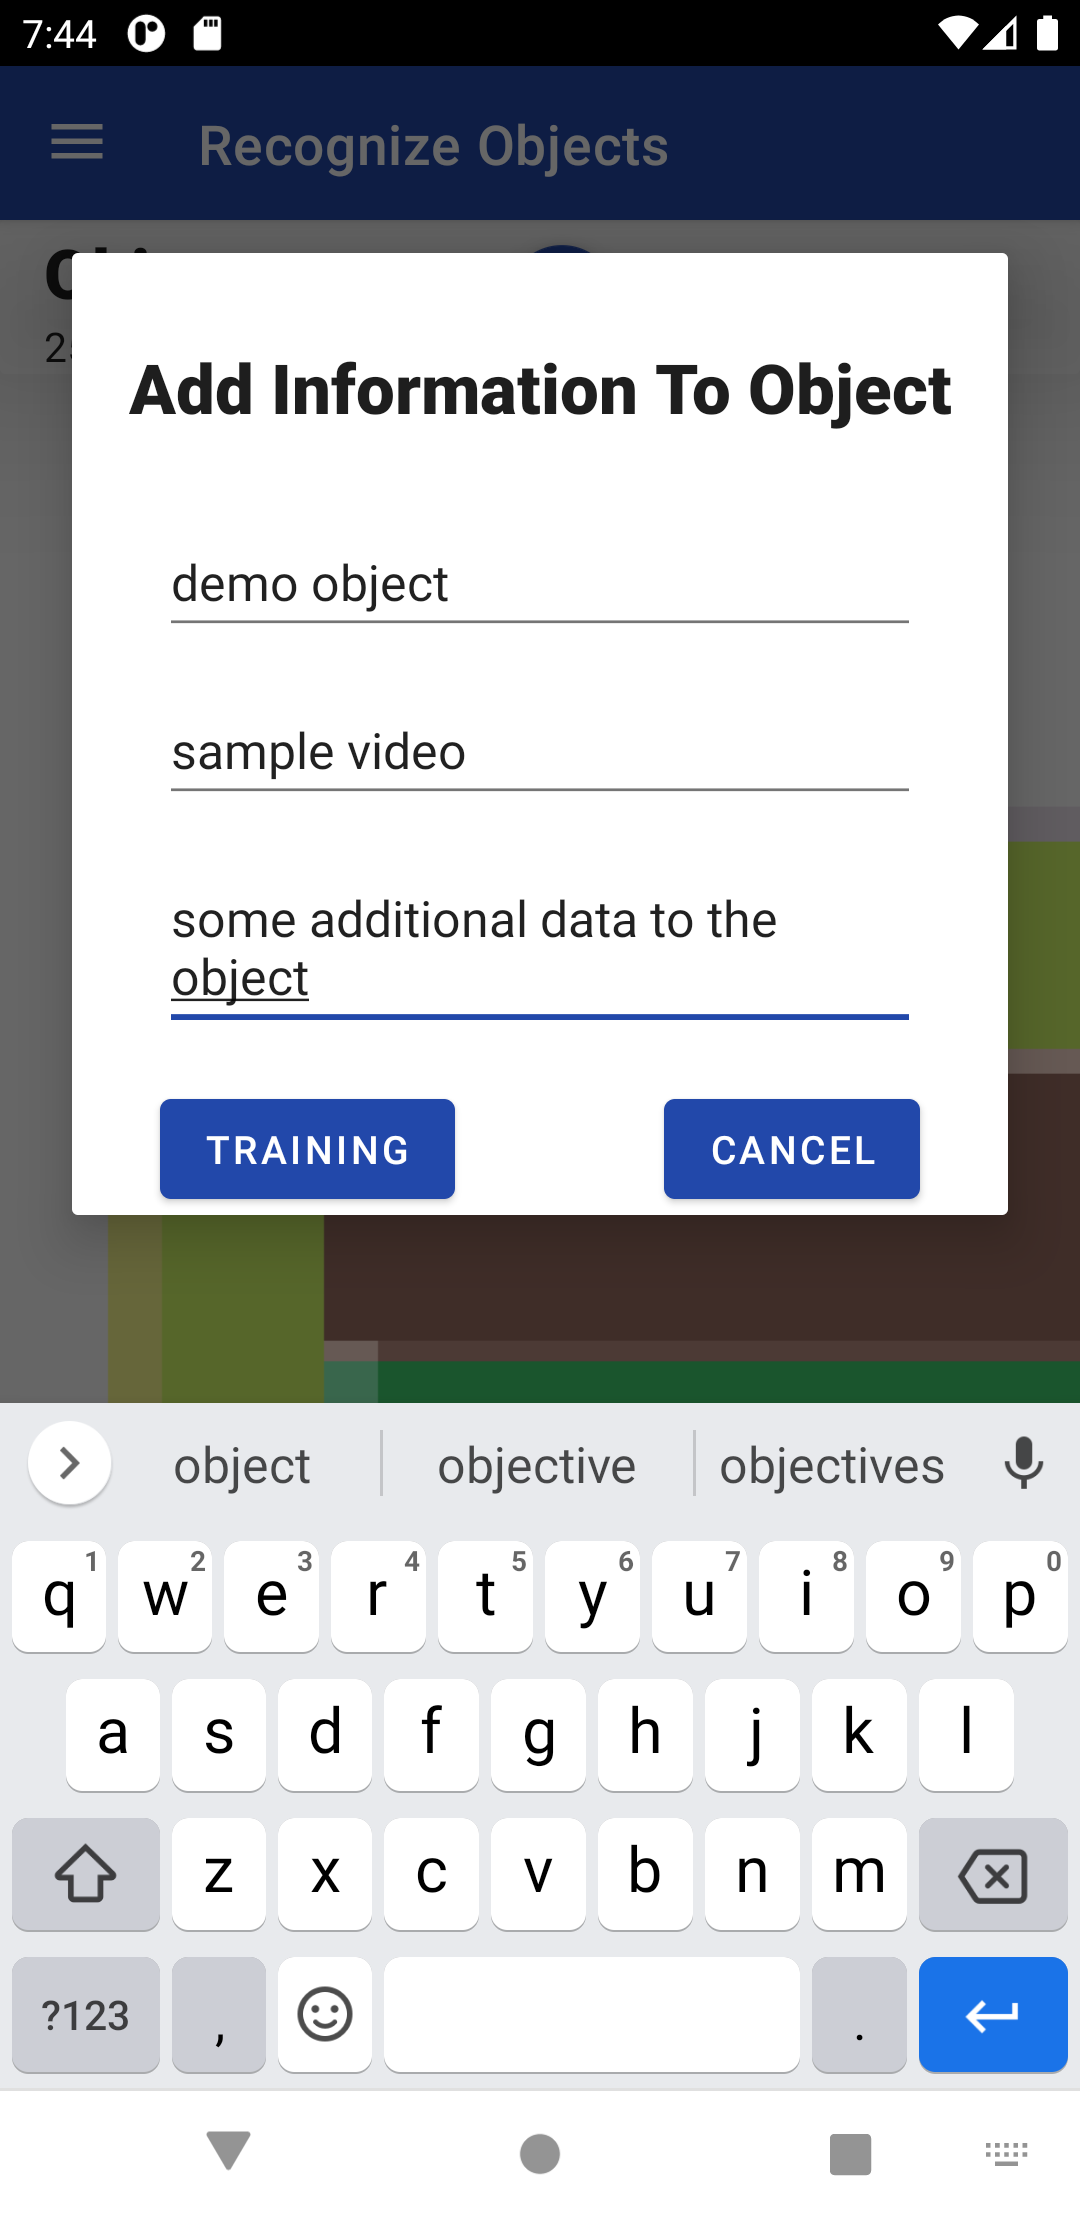 7:44
Recognize Objects
Add Information To Object
demo object
sample video
some additional data to the
object
TRAINING
CANCEL
object
objective
objectives
q 1 w 2 e 3 r 4 t 5 y 6 u 7 i 8 o 9 p 0
a s d f g h j k l
z x c v b n m
?123 , .